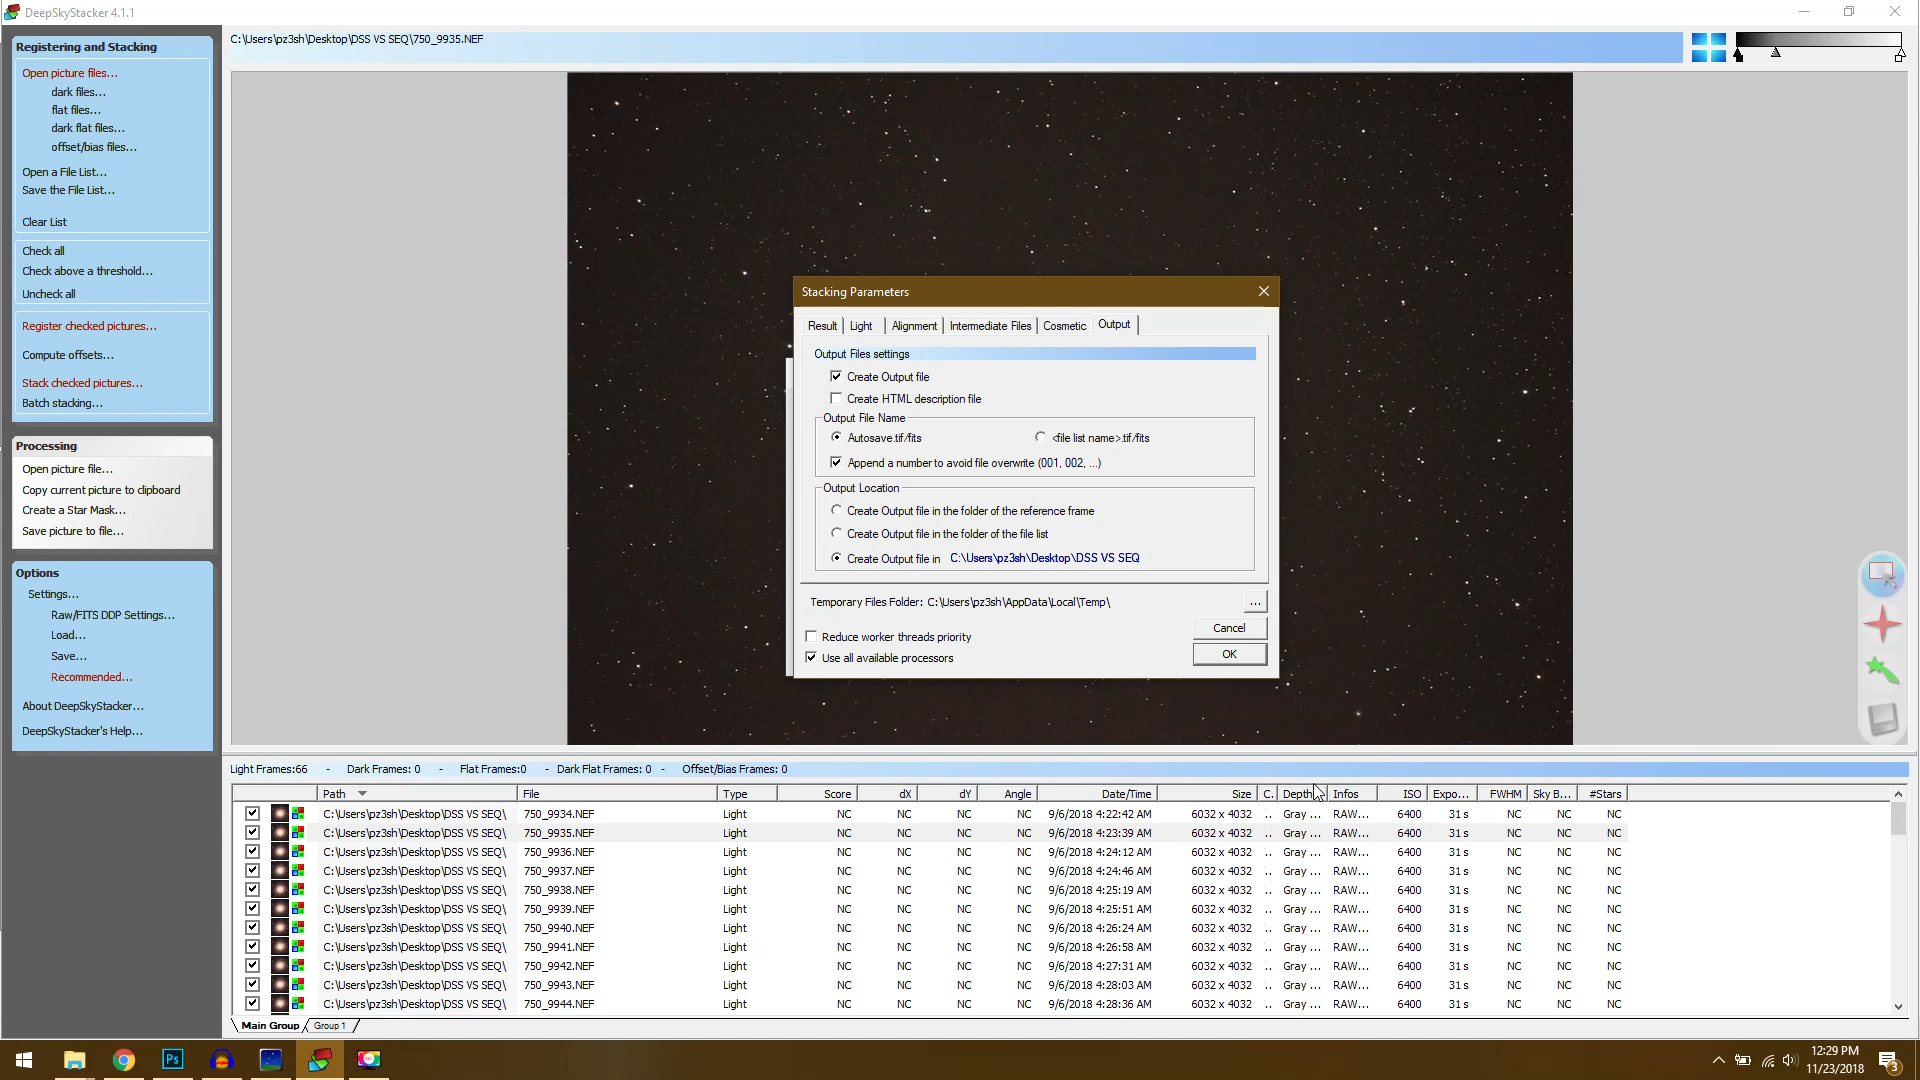 DeepSkyStacker 4.1.1
Registering and Stacking
Open picture files...
dark files...
flat files...
dark flat files...
offset/bias files...
Open a File List...
Save the File List...
Clear List
Check all
Check above a threshold...
Uncheck all
Register checked pictures...
Compute offsets...
Stack checked pictures...
Batch stacking...
Processing
Open picture file...
Copy current picture to clipboard
Create a Star Mask...
Save picture to file...
Options
Settings...
Raw/FITS DDP Settings...
Load...
Save...
Recommended...
About DeepSkyStacker...
DeepSkyStacker's Help...
C:\Users\pz3sh\Desktop\DSS VS SEQ\750_9935.NEF
Stacking Parameters
Result Light Alignment Intermediate Files Cosmetic Output
Output Files settings
Create Output file
Create HTML description file
Output File Name
Autosave.tif/fits <file list name>.tif/fits
Append a number to avoid file overwrite (001, 002, ...)
Output Location
Create Output file in the folder of the reference frame
Create Output file in the folder of the file list
Create Output file in C:\Users\pz3sh\Desktop\DSS VS SEQ
Temporary Files Folder: C:\Users\pz3sh\AppData\Local\Temp\ ...
Cancel
Reduce worker threads priority
Use all available processors
OK
Light Frames:66 - Dark Frames: 0 - Flat Frames:0 - Dark Flat Frames: 0 - Offset/Bias Frames: 0
Path File Type Score dX dY Angle Date/Time Size C. Depth Infos ISO Expo... FWHM Sky B... #Stars
C:\Users\pz3sh\Desktop\DSS VS SEQ\ 750_9934.NEF Light NC NC NC NC 9/6/2018 4:22:42 AM 6032 x 4032 .. Gray ... RAW... 6400 31 s NC NC NC
C:\Users\pz3sh\Desktop\DSS VS SEQ\ 750_9935.NEF Light NC NC NC NC 9/6/2018 4:23:39 AM 6032 x 4032 .. Gray ... RAW... 6400 31 s NC NC NC
C:\Users\pz3sh\Desktop\DSS VS SEQ\ 750_9936.NEF Light NC NC NC NC 9/6/2018 4:24:12 AM 6032 x 4032 .. Gray ... RAW... 6400 31 s NC NC NC
C:\Users\pz3sh\Desktop\DSS VS SEQ\ 750_9937.NEF Light NC NC NC NC 9/6/2018 4:24:46 AM 6032 x 4032 .. Gray ... RAW... 6400 31 s NC NC NC
C:\Users\pz3sh\Desktop\DSS VS SEQ\ 750_9938.NEF Light NC NC NC NC 9/6/2018 4:25:19 AM 6032 x 4032 .. Gray ... RAW... 6400 31 s NC NC NC
C:\Users\pz3sh\Desktop\DSS VS SEQ\ 750_9939.NEF Light NC NC NC NC 9/6/2018 4:25:51 AM 6032 x 4032 .. Gray ... RAW... 6400 31 s NC NC NC
C:\Users\pz3sh\Desktop\DSS VS SEQ\ 750_9940.NEF Light NC NC NC NC 9/6/2018 4:26:24 AM 6032 x 4032 .. Gray ... RAW... 6400 31 s NC NC NC
C:\Users\pz3sh\Desktop\DSS VS SEQ\ 750_9941.NEF Light NC NC NC NC 9/6/2018 4:26:58 AM 6032 x 4032 .. Gray ... RAW... 6400 31 s NC NC NC
C:\Users\pz3sh\Desktop\DSS VS SEQ\ 750_9942.NEF Light NC NC NC NC 9/6/2018 4:27:31 AM 6032 x 4032 .. Gray ... RAW... 6400 31 s NC NC NC
C:\Users\pz3sh\Desktop\DSS VS SEQ\ 750_9943.NEF Light NC NC NC NC 9/6/2018 4:28:03 AM 6032 x 4032 .. Gray ... RAW... 6400 31 s NC NC NC
C:\Users\pz3sh\Desktop\DSS VS SEQ\ 750_9944.NEF Light NC NC NC NC 9/6/2018 4:28:36 AM 6032 x 4032 .. Gray ... RAW... 6400 31 s NC NC NC
Main Group Group 1
Ps
12:29 PM
11/23/2018
3